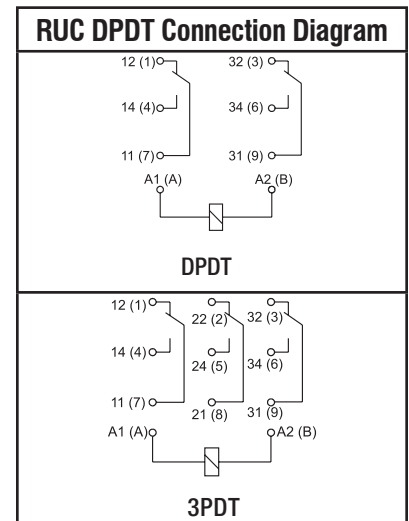 RUC DPDT Connection Diagram
12 (1) 32 (3)
14 (4) 34 (6)
11 (7) 31 (9)
A1 (A) A2 (B)
DPDT
12 (1) 22 (2) 32 (3)
14 (4) 24 (5) 34 (6)
11 (7) 21 (8) 31 (9)
A1 (A) A2 (B)
3PDT